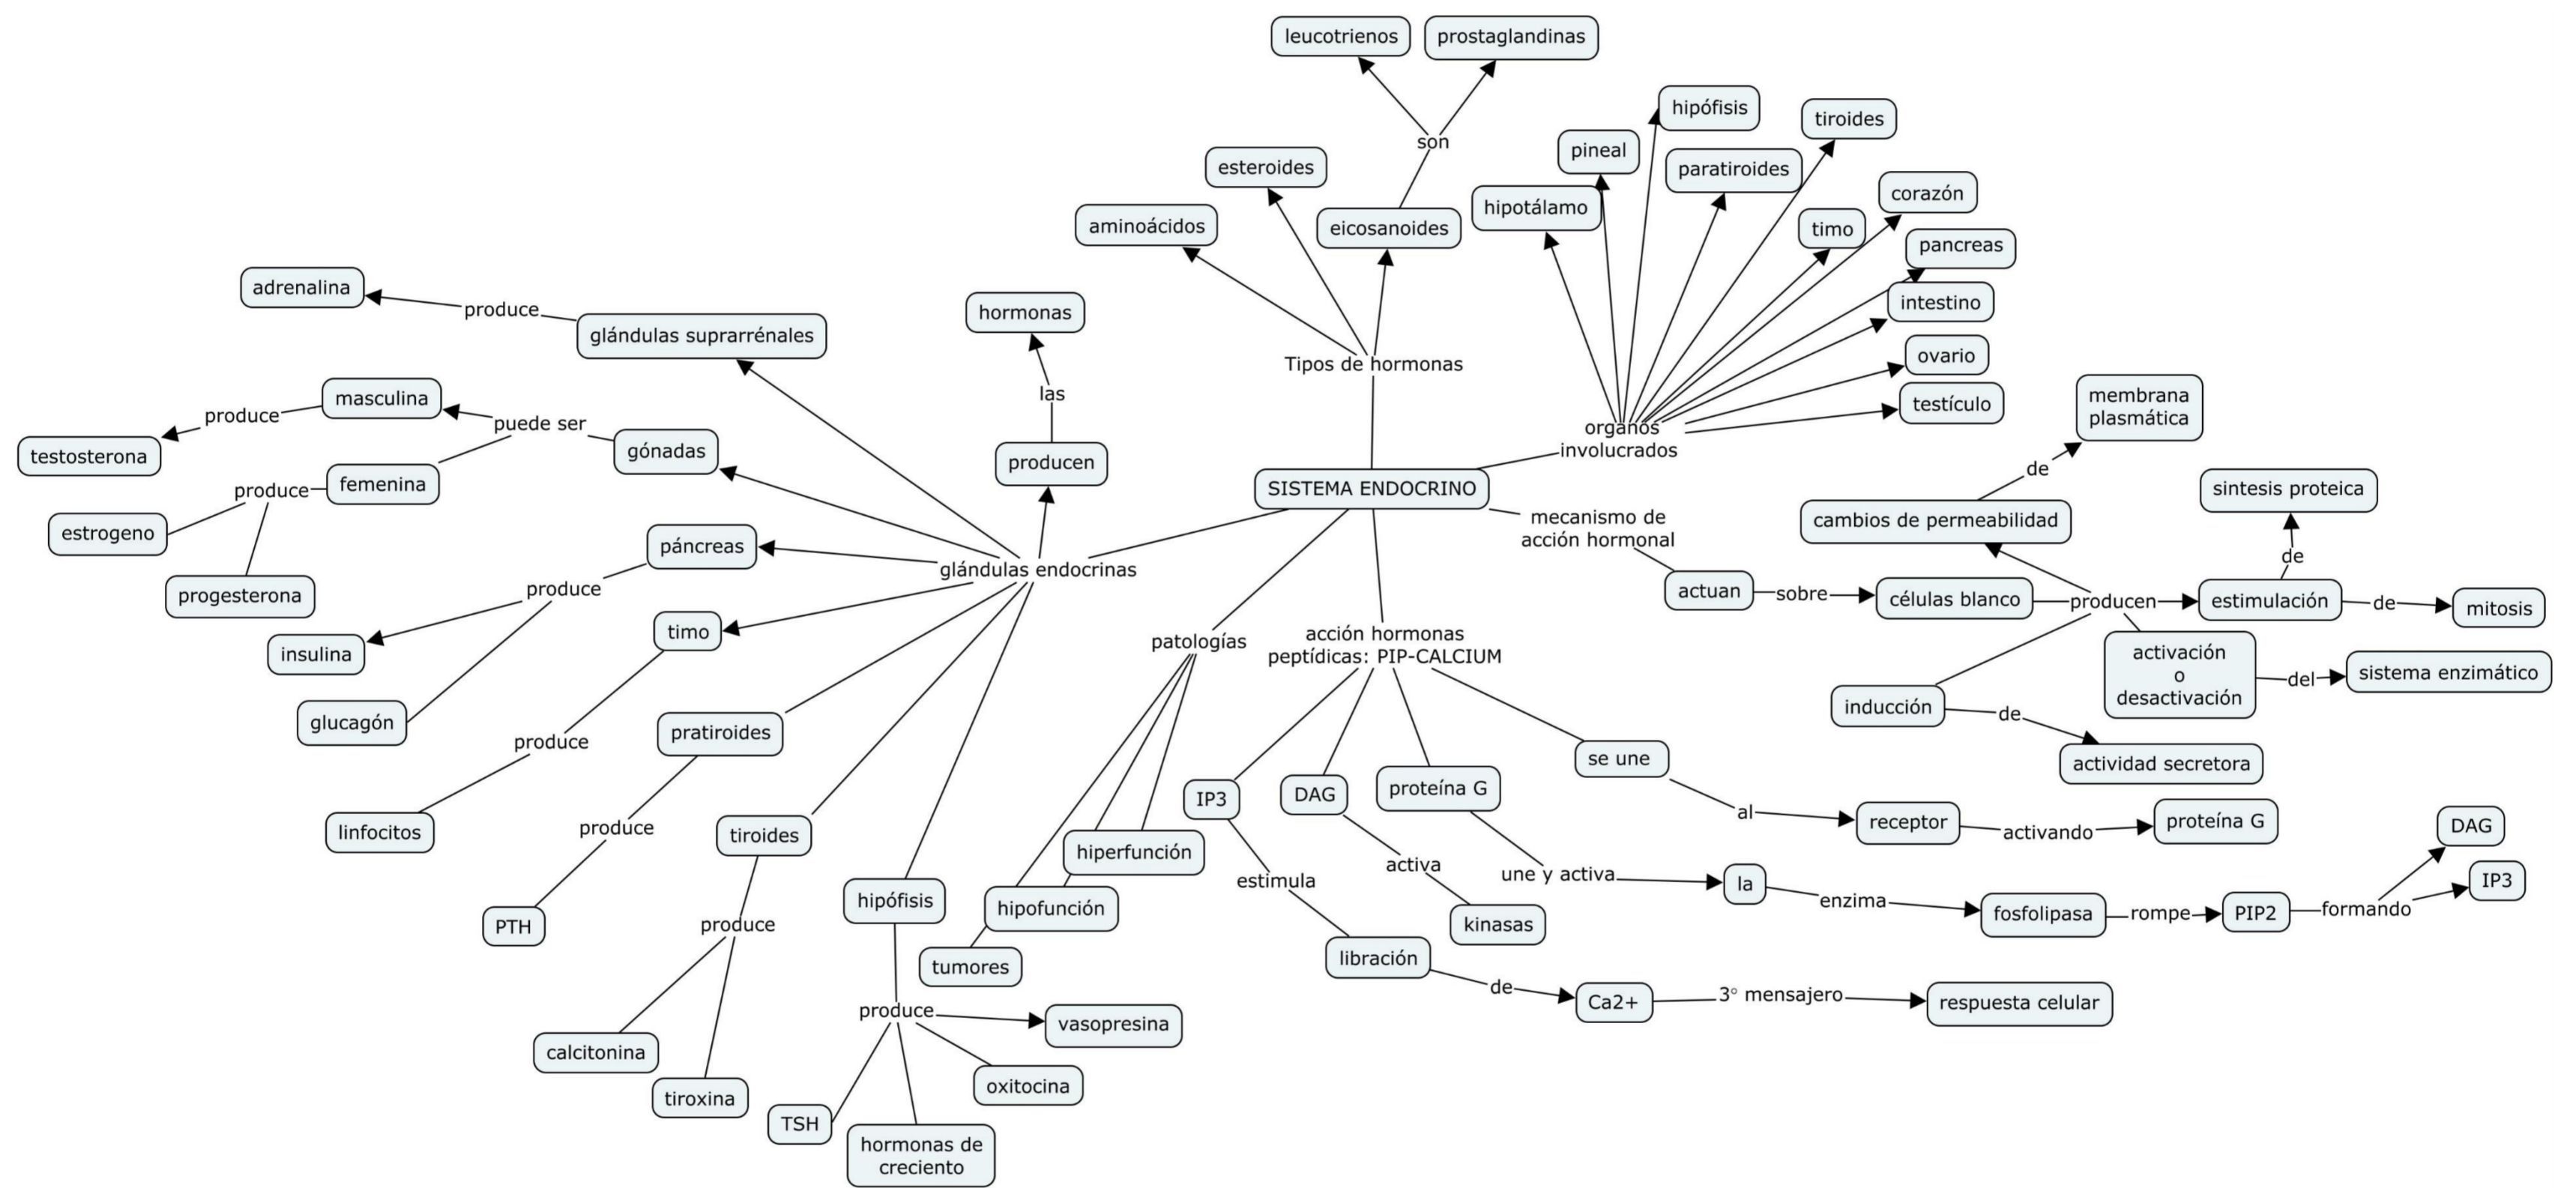 leucotrienos
prostaglandinas
son
esteroides
aminoácidos
eicosanoides
Tipos de hormonas
hipófisis
tiroides
pineal
paratiroides
hipotálamo
corazón
timo
pancreas
intestino
ovario
testículo
organos
involucrados
adrenalina
produce
glándulas suprarrénales
hormonas
las
producen
masculina
produce
testosterona
puede ser
gónadas
femenina
produce
estrogeno
progesterona
páncreas
produce
insulina
glucagón
glándulas endocrinas
timo
produce
linfocitos
pratiroides
produce
PTH
tiroides
produce
calcitonina
tiroxina
hipófisis
produce
vasopresina
oxitocina
TSH
hormonas de
creciento
SISTEMA ENDOCRINO
patologías
hiperfunción
hipofunción
tumores
acción hormonas
peptídicas: PIP-CALCIUM
IP3
estimula
libración
de
Ca2+
3° mensajero
respuesta celular
DAG
activa
kinasas
proteína G
une y activa
la
enzima
fosfolipasa
rompe
PIP2
formando
DAG
IP3
se une
al
receptor
activando
proteína G
mecanismo de
acción hormonal
actuan
sobre
células blanco
producen
cambios de permeabilidad
de
membrana
plasmática
estimulación
de
sintesis proteica
de
mitosis
activación
o
desactivación
del
sistema enzimático
inducción
de
actividad secretora